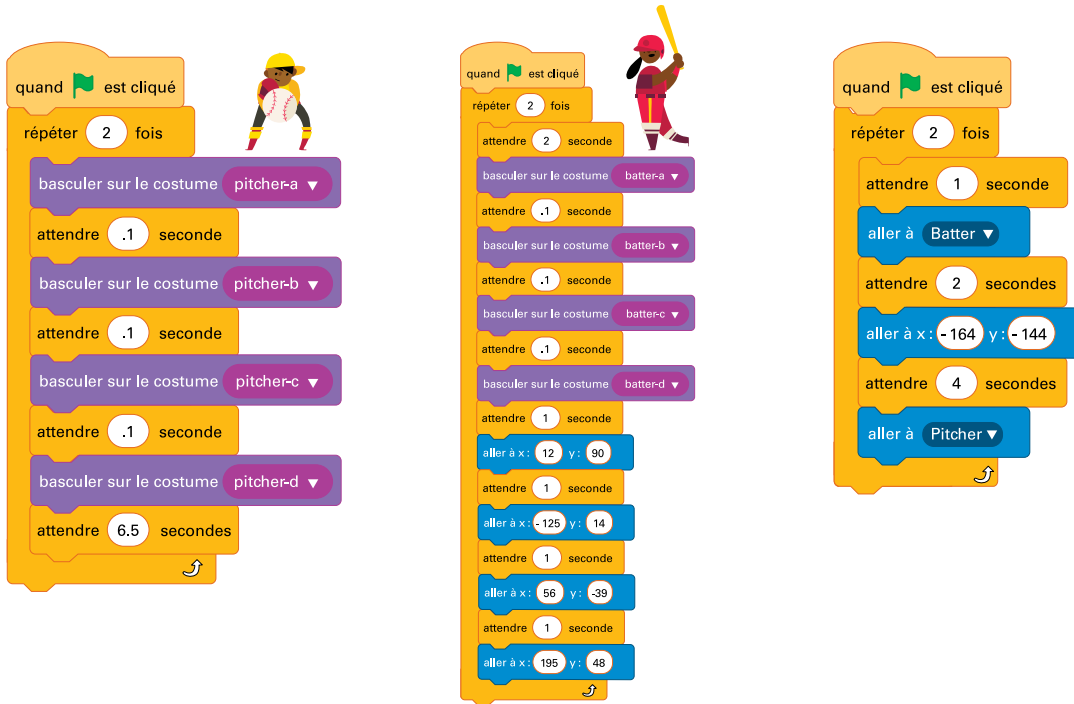 quand est cliqué
répéter 2 fois
basculer sur le costume pitcher-a
attendre .1 seconde
basculer sur le costume pitcher-b
attendre .1 seconde
basculer sur le costume pitcher-c
attendre .1 seconde
basculer sur le costume pitcher-d
attendre 6.5 secondes
quand est cliqué
répéter 2 fois
attendre 2 seconde
basculer sur le costume batter-a
attendre .1 seconde
basculer sur le costume batter-b
attendre .1 seconde
basculer sur le costume batter-c
attendre .1 seconde
basculer sur le costume batter-d
attendre 1 seconde
aller à x : 12 y : 90
attendre 1 seconde
aller à x : -125 y : 14
attendre 1 seconde
aller à x : 56 y : -39
attendre 1 seconde
aller à x : 195 y : 48
quand est cliqué
répéter 2 fois
attendre 1 seconde
aller à Batter
attendre 2 secondes
aller à x : -164 y : -144
attendre 4 secondes
aller à Pitcher